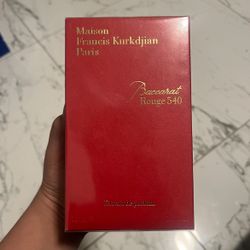 Maison
Francis Kurkdjian
Paris
Baccarat
Rouge 540
Extrait de parfum